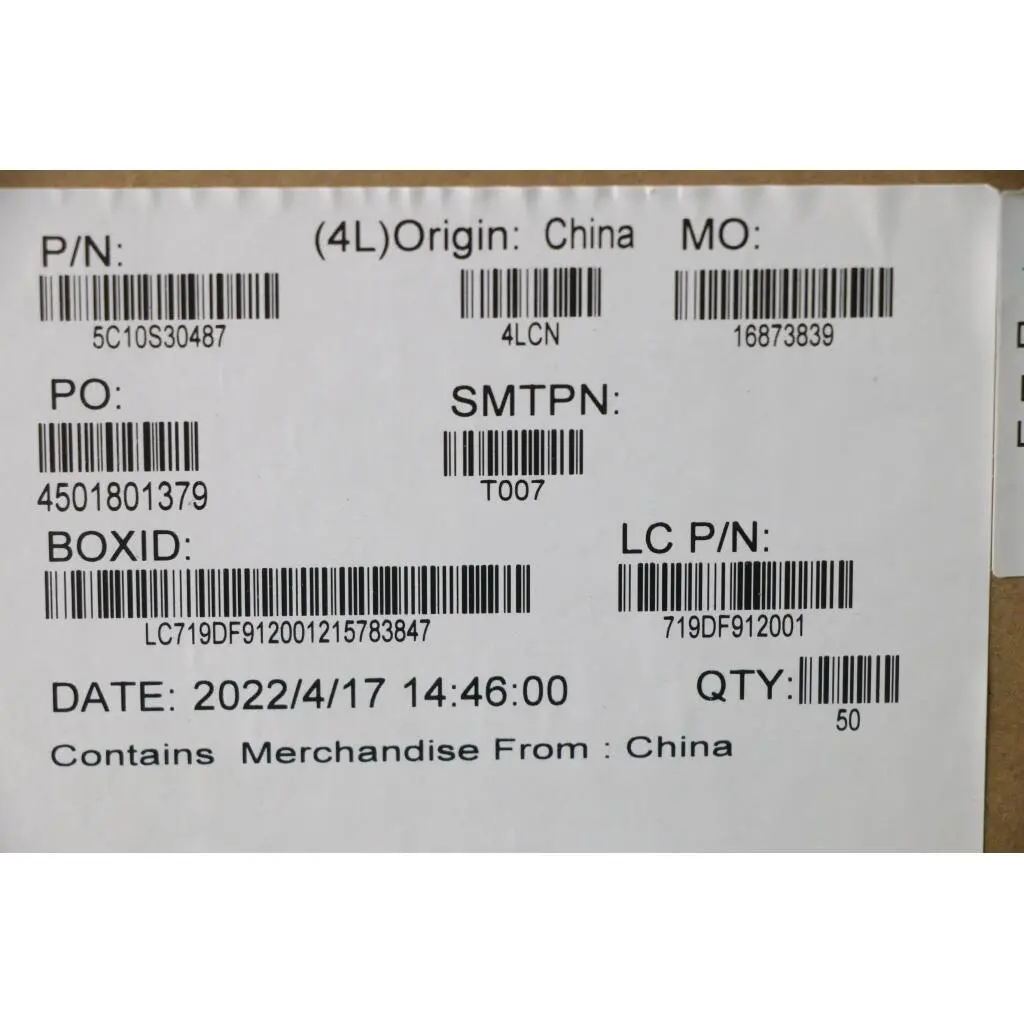 P/N: (4L)Origin: China MO:
5C10S30487 4LCN 16873839
PO: SMTPN:
4501801379 T007
BOXID: LC P/N:
LC719DF912001215783847 719DF912001
DATE: 2022/4/17 14:46:00 QTY:
50
Contains Merchandise From : China